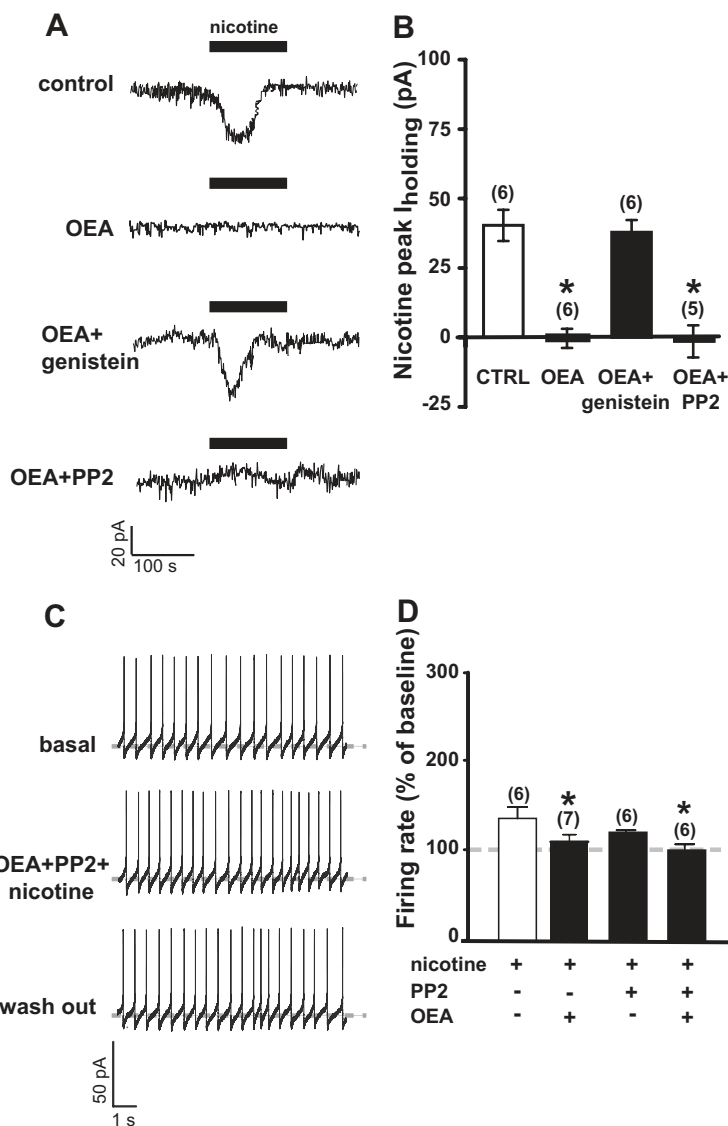 A
nicotine
control
OEA
OEA+
genistein
OEA+PP2
20 pA
100 s
B
Nicotine peak Iholding (pA)
100
75
50
25
0
-25
(6)
*
(6)
(6)
*
(5)
CTRL
OEA
OEA+
genistein
OEA+
PP2
C
basal
OEA+PP2+
nicotine
wash out
50 pA
1 s
D
Firing rate (% of baseline)
300
200
100
0
(6)
*
(7)
(6)
*
(6)
nicotine + + + +
PP2 - - + +
OEA - + - +